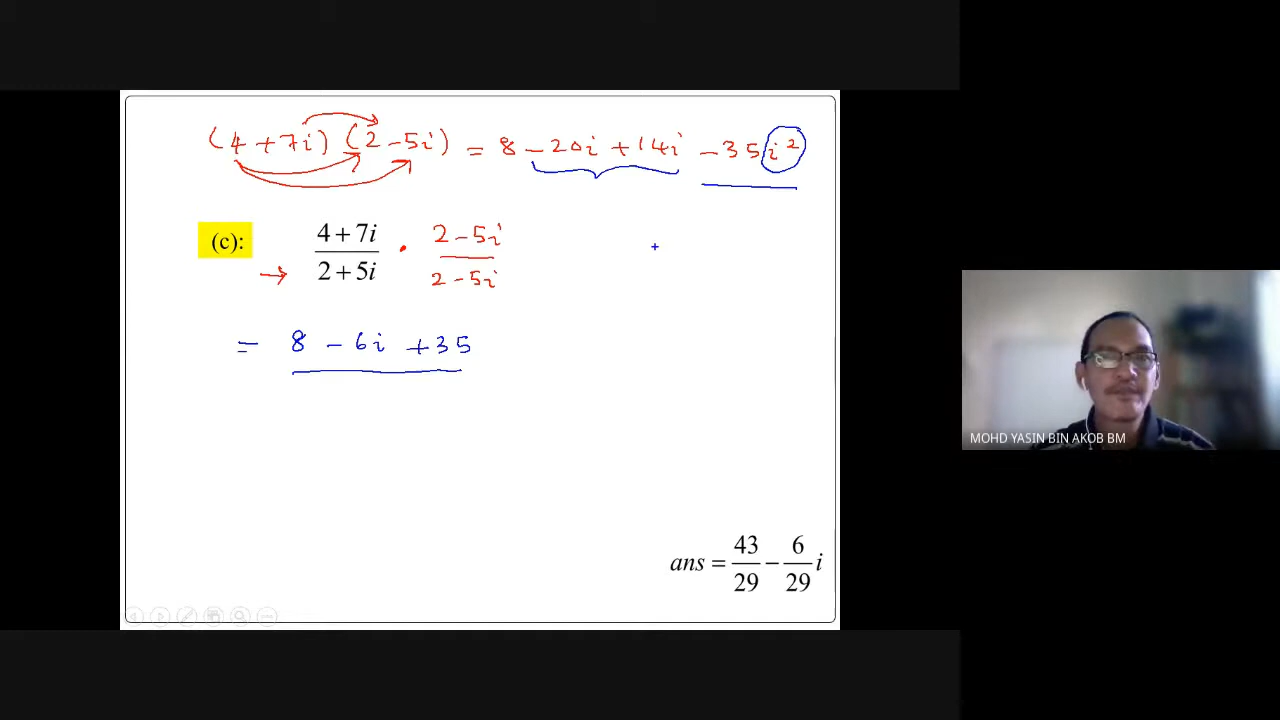 (4+7i) (2-5i) = 8 - 20i + 14i - 35i²
(c): 4+7i / 2+5i · 2-5i / 2-5i
= 8 - 6i + 35
ans = 43/29 - 6/29 i
MOHD YASIN BIN AKOB BM